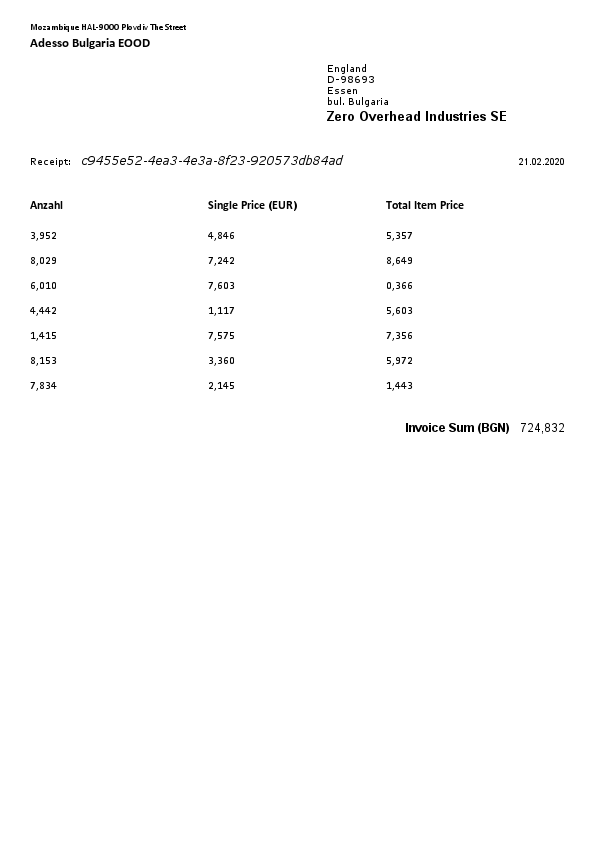 Mozambique HAL-9000 Plovdiv The Street
Adesso Bulgaria EOOD
England
D-98693
Essen
bul. Bulgaria
Zero Overhead Industries SE
Receipt: c9455e52-4ea3-4e3a-8f23-920573db84ad 21.02.2020
Anzahl Single Price (EUR) Total Item Price
3,952 4,846 5,357
8,029 7,242 8,649
6,010 7,603 0,366
4,442 1,117 5,603
1,415 7,575 7,356
8,153 3,360 5,972
7,834 2,145 1,443
Invoice Sum (BGN) 724,832